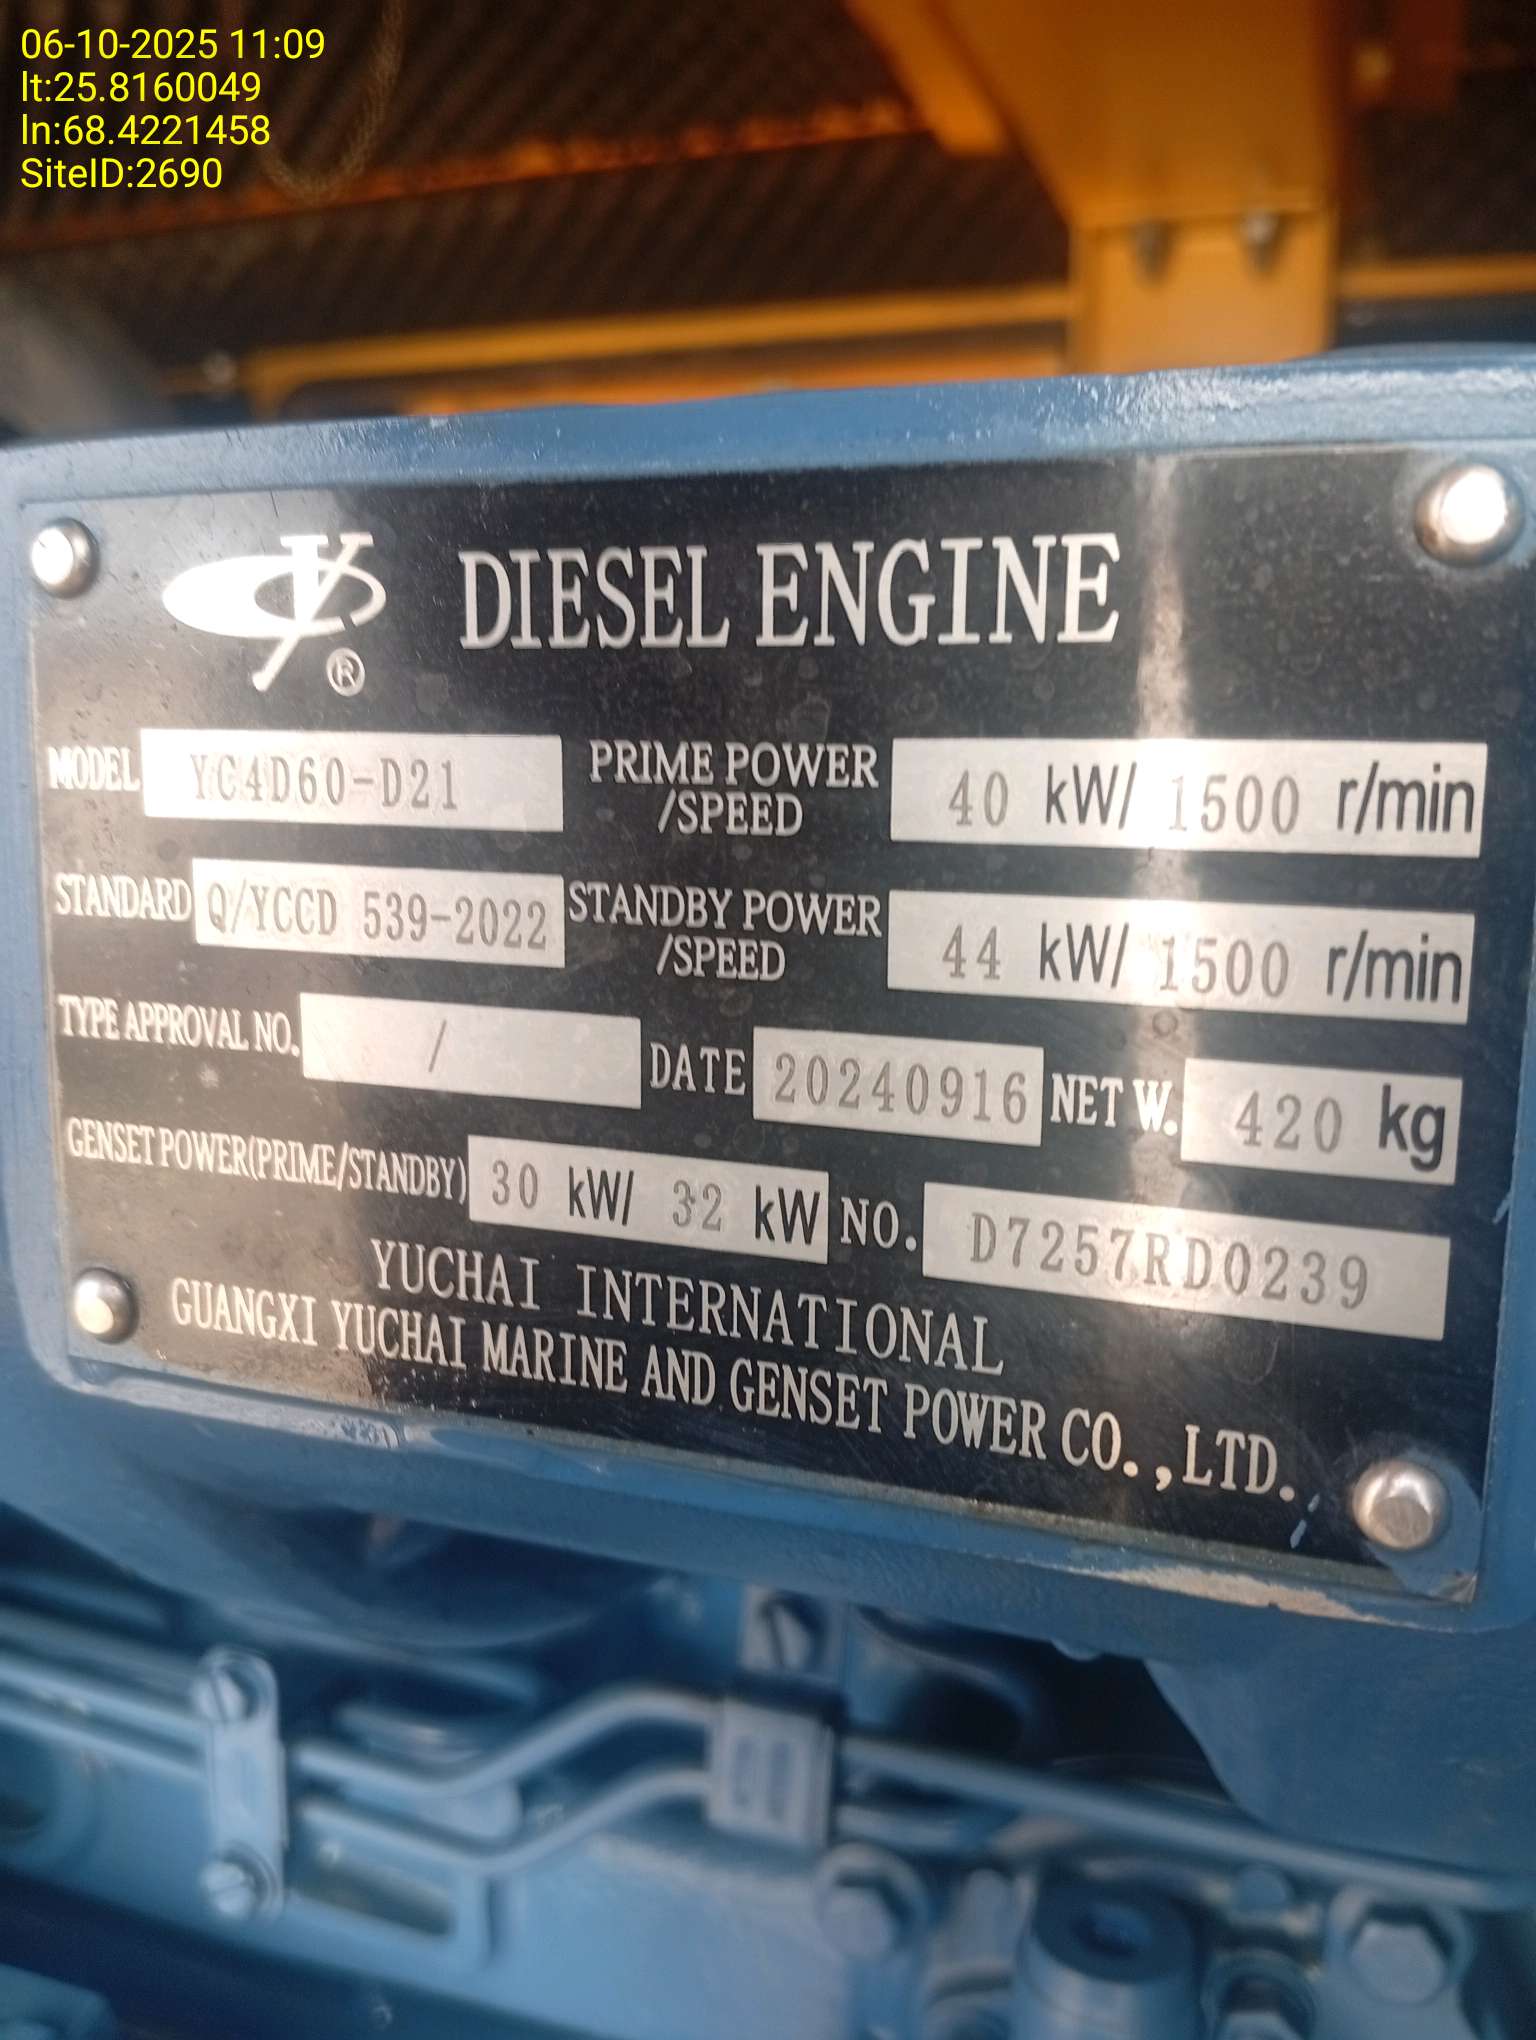 06-10-2025 11:09
lt:25.8160049
ln:68.4221458
SiteID:2690
DIESEL ENGINE
®
MODEL YC4D60-D21 PRIME POWER /SPEED 40 kW/ 1500 r/min
STANDARD Q/YCCD 539-2022 STANDBY POWER /SPEED 44 kW/ 1500 r/min
TYPE APPROVAL NO. / DATE 20240916 NET W. 420 kg
GENSET POWER(PRIME/STANDBY) 30 kW/ 32 kW NO. D7257RD0239
YUCHAI INTERNATIONAL
GUANGXI YUCHAI MARINE AND GENSET POWER CO.,LTD.